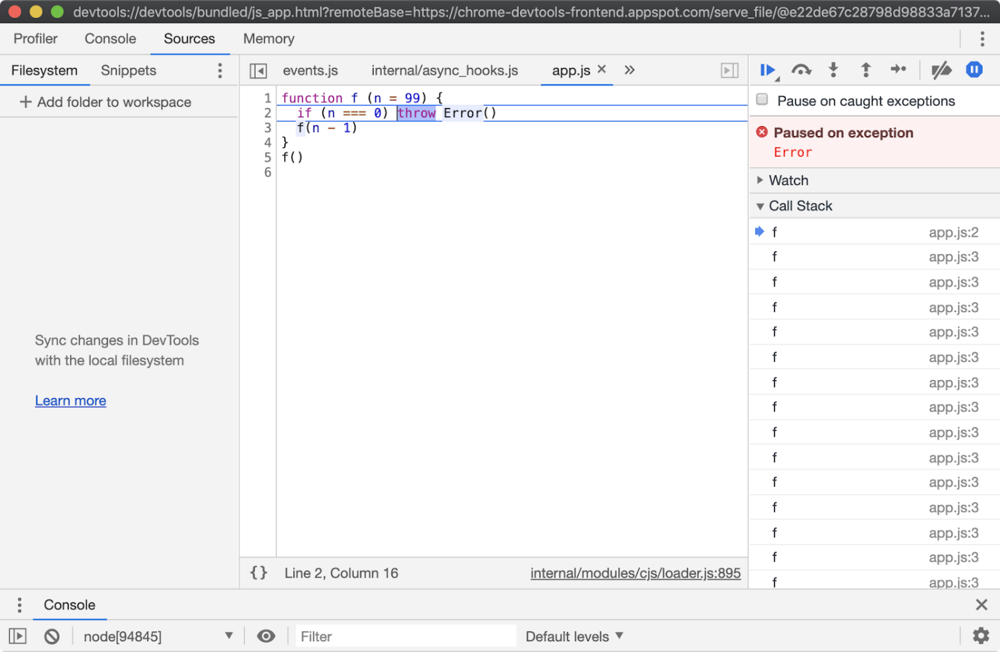 devtools://devtools/bundled/js_app.html?remoteBase=https://chrome-devtools-frontend.appspot.com/serve_file/@e22de67c28798d98833a7137...
Profiler Console Sources Memory
Filesystem Snippets
events.js internal/async_hooks.js app.js
+ Add folder to workspace
Sync changes in DevTools
with the local filesystem
Learn more
1 function f (n = 99) {
2 if (n === 0) throw Error()
3 f(n - 1)
4 }
5 f()
6
{} Line 2, Column 16 internal/modules/cjs/loader.js:895
Pause on caught exceptions
Paused on exception
Error
Watch
Call Stack
f app.js:2
f app.js:3
f app.js:3
f app.js:3
f app.js:3
f app.js:3
f app.js:3
f app.js:3
f app.js:3
f app.js:3
f app.js:3
f app.js:3
f app.js:3
f app.js:3
f app.js:3
Console
node[94845] Filter Default levels